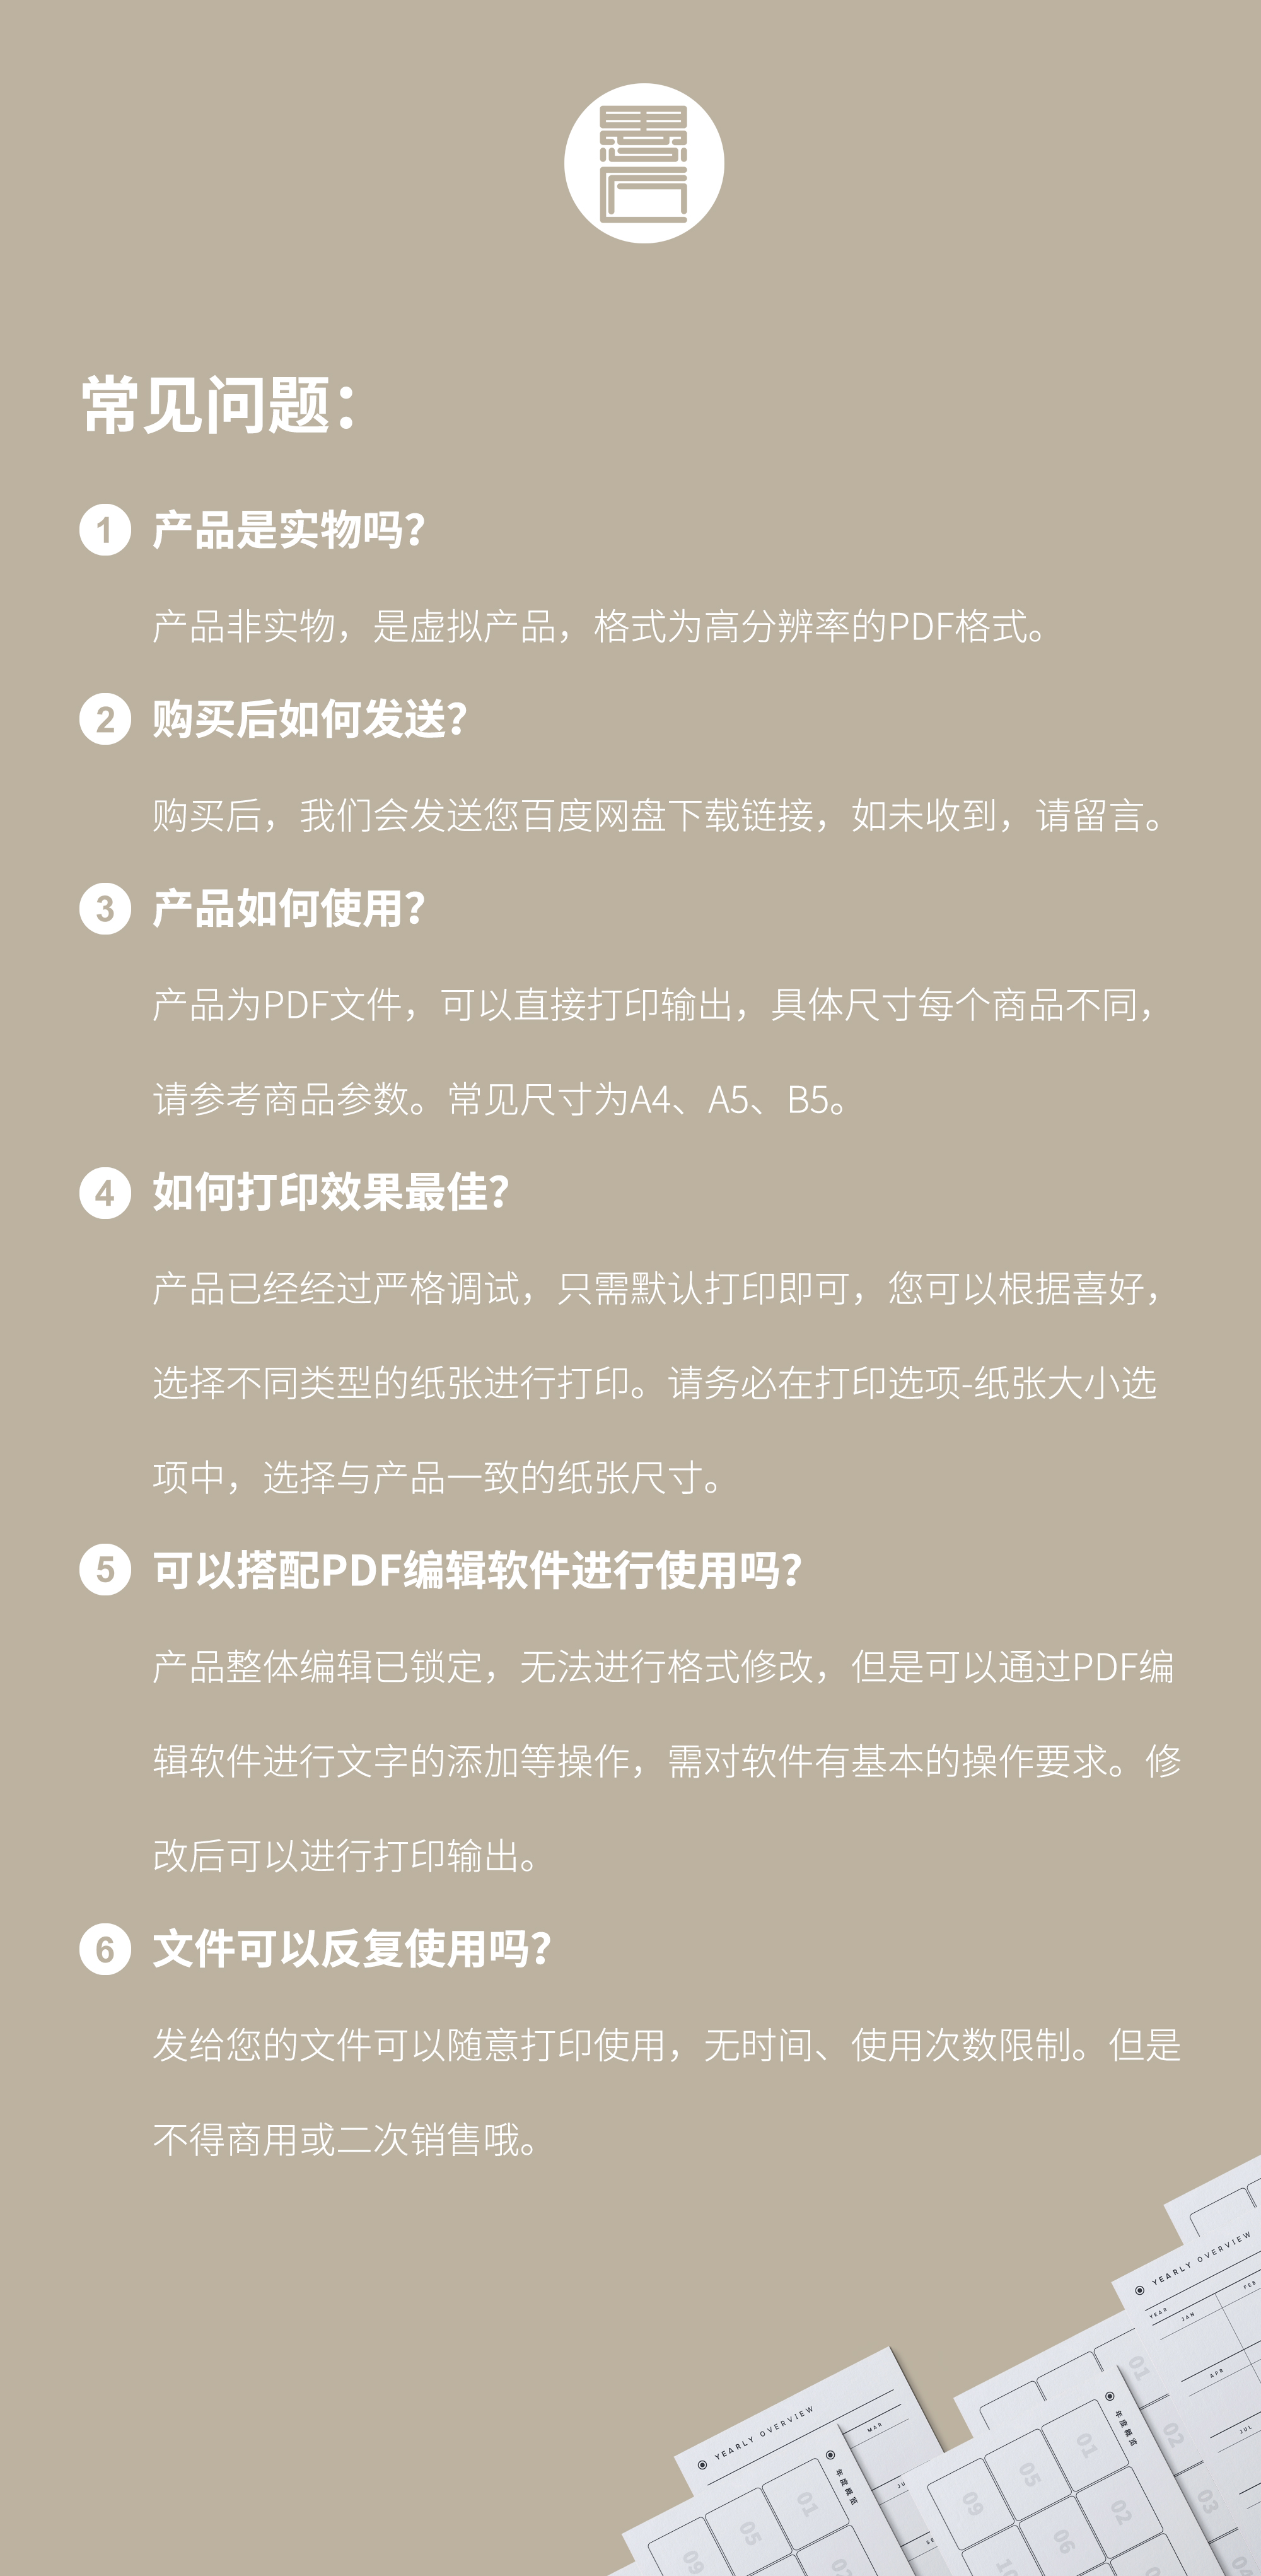 常见问题：
1 产品是实物吗？
产品非实物，是虚拟产品，格式为高分辨率的PDF格式。
2 购买后如何发送？
购买后，我们会发送您百度网盘下载链接，如未收到，请留言。
3 产品如何使用？
产品为PDF文件，可以直接打印输出，具体尺寸每个商品不同，
请参考商品参数。常见尺寸为A4、A5、B5。
4 如何打印效果最佳？
产品已经经过严格调试，只需默认打印即可，您可以根据喜好，
选择不同类型的纸张进行打印。请务必在打印选项-纸张大小选
项中，选择与产品一致的纸张尺寸。
5 可以搭配PDF编辑软件进行使用吗？
产品整体编辑已锁定，无法进行格式修改，但是可以通过PDF编
辑软件进行文字的添加等操作，需对软件有基本的操作要求。修
改后可以进行打印输出。
6 文件可以反复使用吗？
发给您的文件可以随意打印使用，无时间、使用次数限制。但是
不得商用或二次销售哦。
YEARLY OVERVIEW
YEAR
JAN
FEB
APR
JUL
01
02
03
04
YEARLY OVERVIEW
MAR
年度概览
01
05
09
02
06
10
年度概览
01
05
09
02